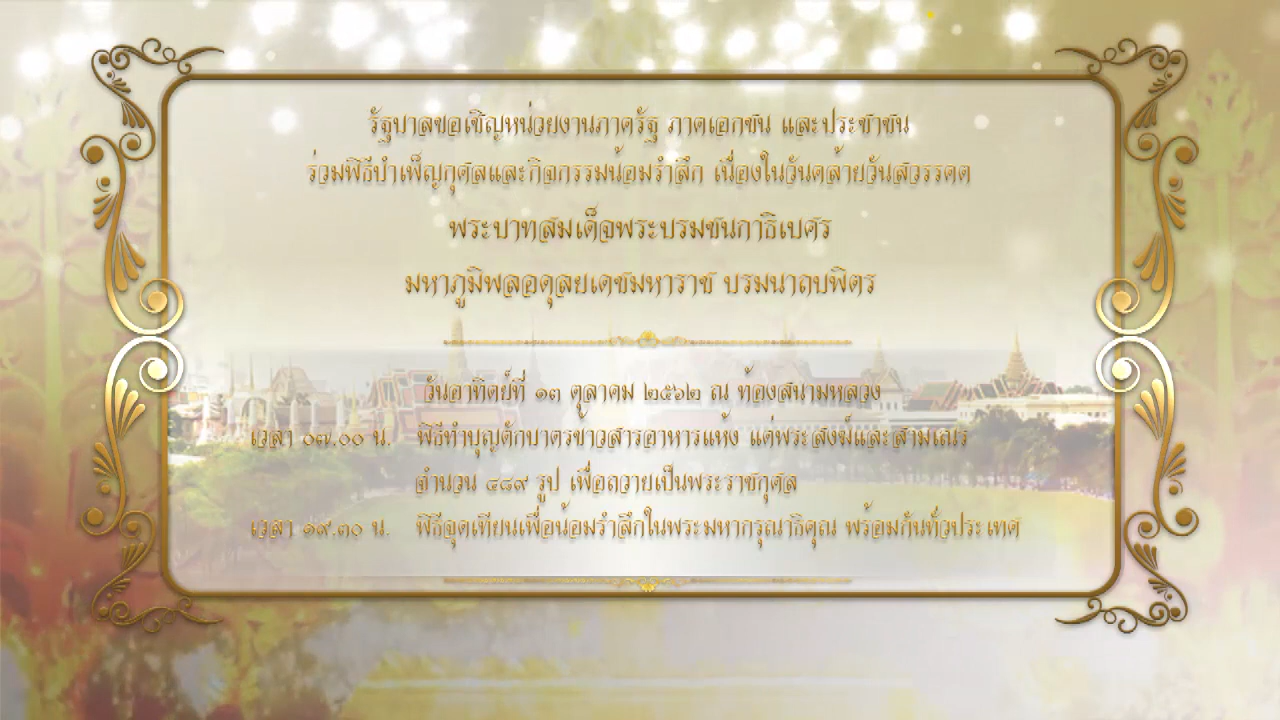 รัฐบาลขอเชิญหน่วยงานภาครัฐ ภาคเอกชน และประชาชน
ร่วมพิธีบำเพ็ญกุศลและกิจกรรมน้อมรำลึก เนื่องในวันคล้ายวันสวรรคต
พระบาทสมเด็จพระบรมชนกาธิเบศร
มหาภูมิพลอดุลยเดชมหาราช บรมนาถบพิตร
วันอาทิตย์ที่ ๑๓ ตุลาคม ๒๕๖๒ ณ ท้องสนามหลวง
เวลา ๐๗.๐๐ น. พิธีทำบุญตักบาตรข้าวสารอาหารแห้ง แด่พระสงฆ์และสามเณร
จำนวน ๔๘๙ รูป เพื่อถวายเป็นพระราชกุศล
เวลา ๑๙.๓๐ น. พิธีจุดเทียนเพื่อน้อมรำลึกในพระมหากรุณาธิคุณ พร้อมกันทั่วประเทศ